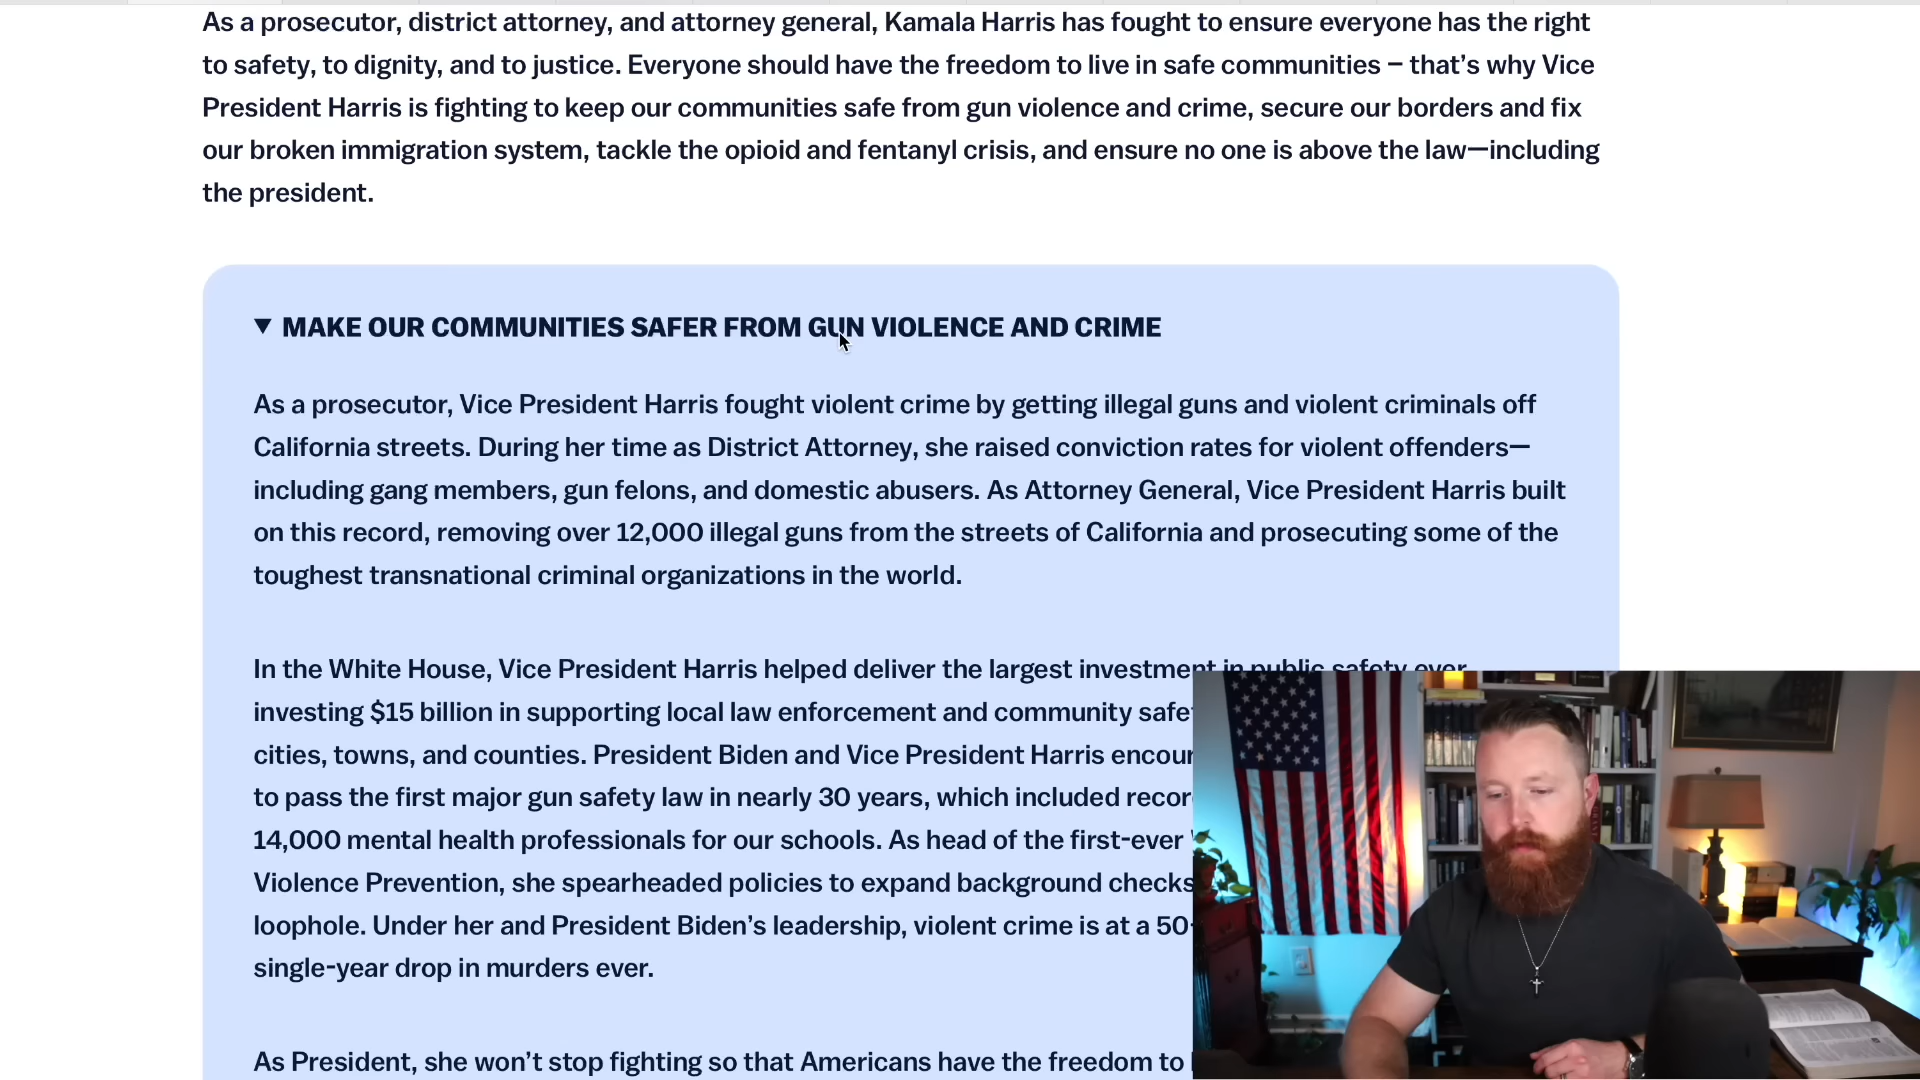 As a prosecutor, district attorney, and attorney general, Kamala Harris has fought to ensure everyone has the right
to safety, to dignity, and to justice. Everyone should have the freedom to live in safe communities – that's why Vice
President Harris is fighting to keep our communities safe from gun violence and crime, secure our borders and fix
our broken immigration system, tackle the opioid and fentanyl crisis, and ensure no one is above the law—including
the president.
MAKE OUR COMMUNITIES SAFER FROM GUN VIOLENCE AND CRIME
As a prosecutor, Vice President Harris fought violent crime by getting illegal guns and violent criminals off
California streets. During her time as District Attorney, she raised conviction rates for violent offenders—
including gang members, gun felons, and domestic abusers. As Attorney General, Vice President Harris built
on this record, removing over 12,000 illegal guns from the streets of California and prosecuting some of the
toughest transnational criminal organizations in the world.
In the White House, Vice President Harris helped deliver the largest investment in public safety ever,
investing $15 billion in supporting local law enforcement and community
cities, towns, and counties. President Biden and Vice President Harris
to pass the first major gun safety law in nearly 30 years, which included
14,000 mental health professionals for our schools. As head of the first-ever
Violence Prevention, she spearheaded policies to expand background checks
loophole. Under her and President Biden's leadership, violent crime is at a 50-
single-year drop in murders ever.
As President, she won't stop fighting so that Americans have the freedom to